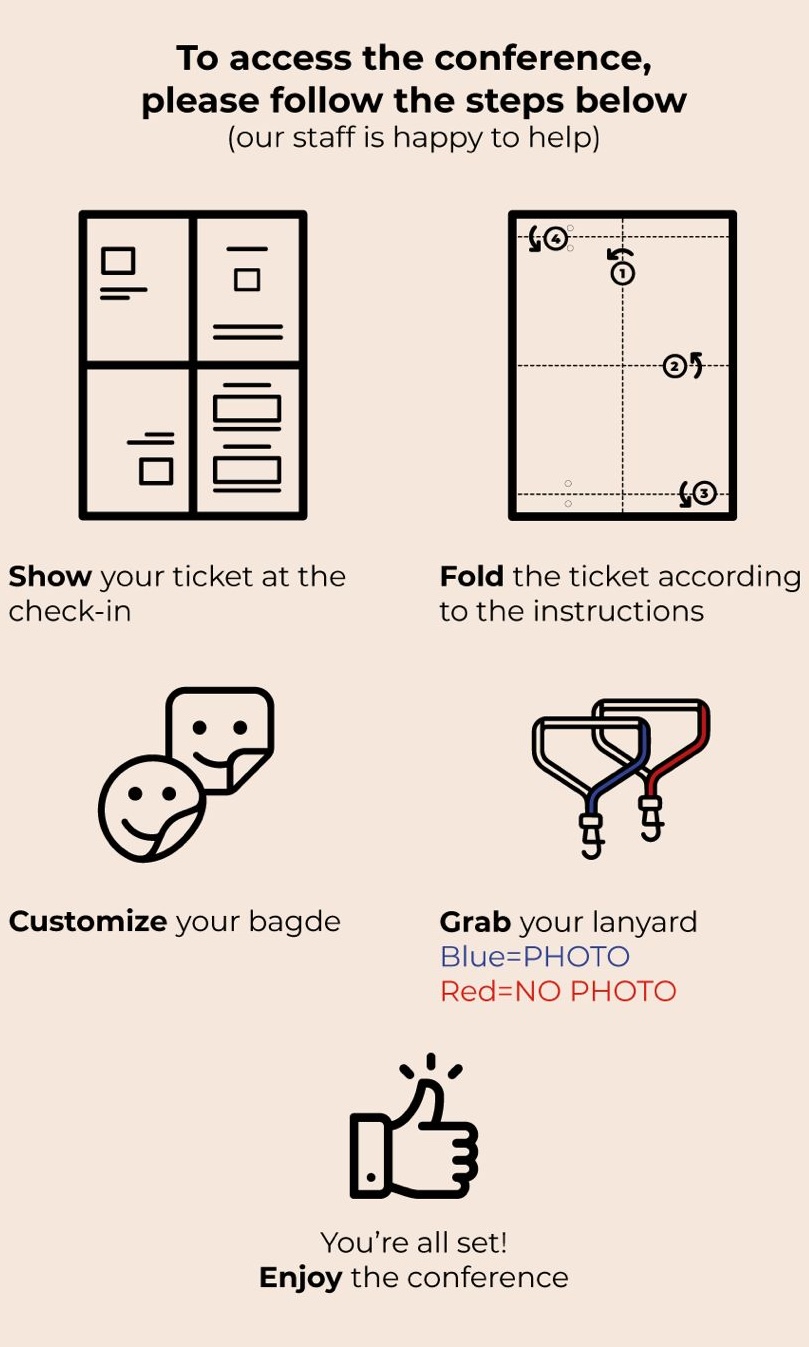 To access the conference,
please follow the steps below
(our staff is happy to help)
4
1
2
3
Show your ticket at the
check-in
Fold the ticket according
to the instructions
Customize your bagde
Grab your lanyard
Blue=PHOTO
Red=NO PHOTO
You’re all set!
Enjoy the conference